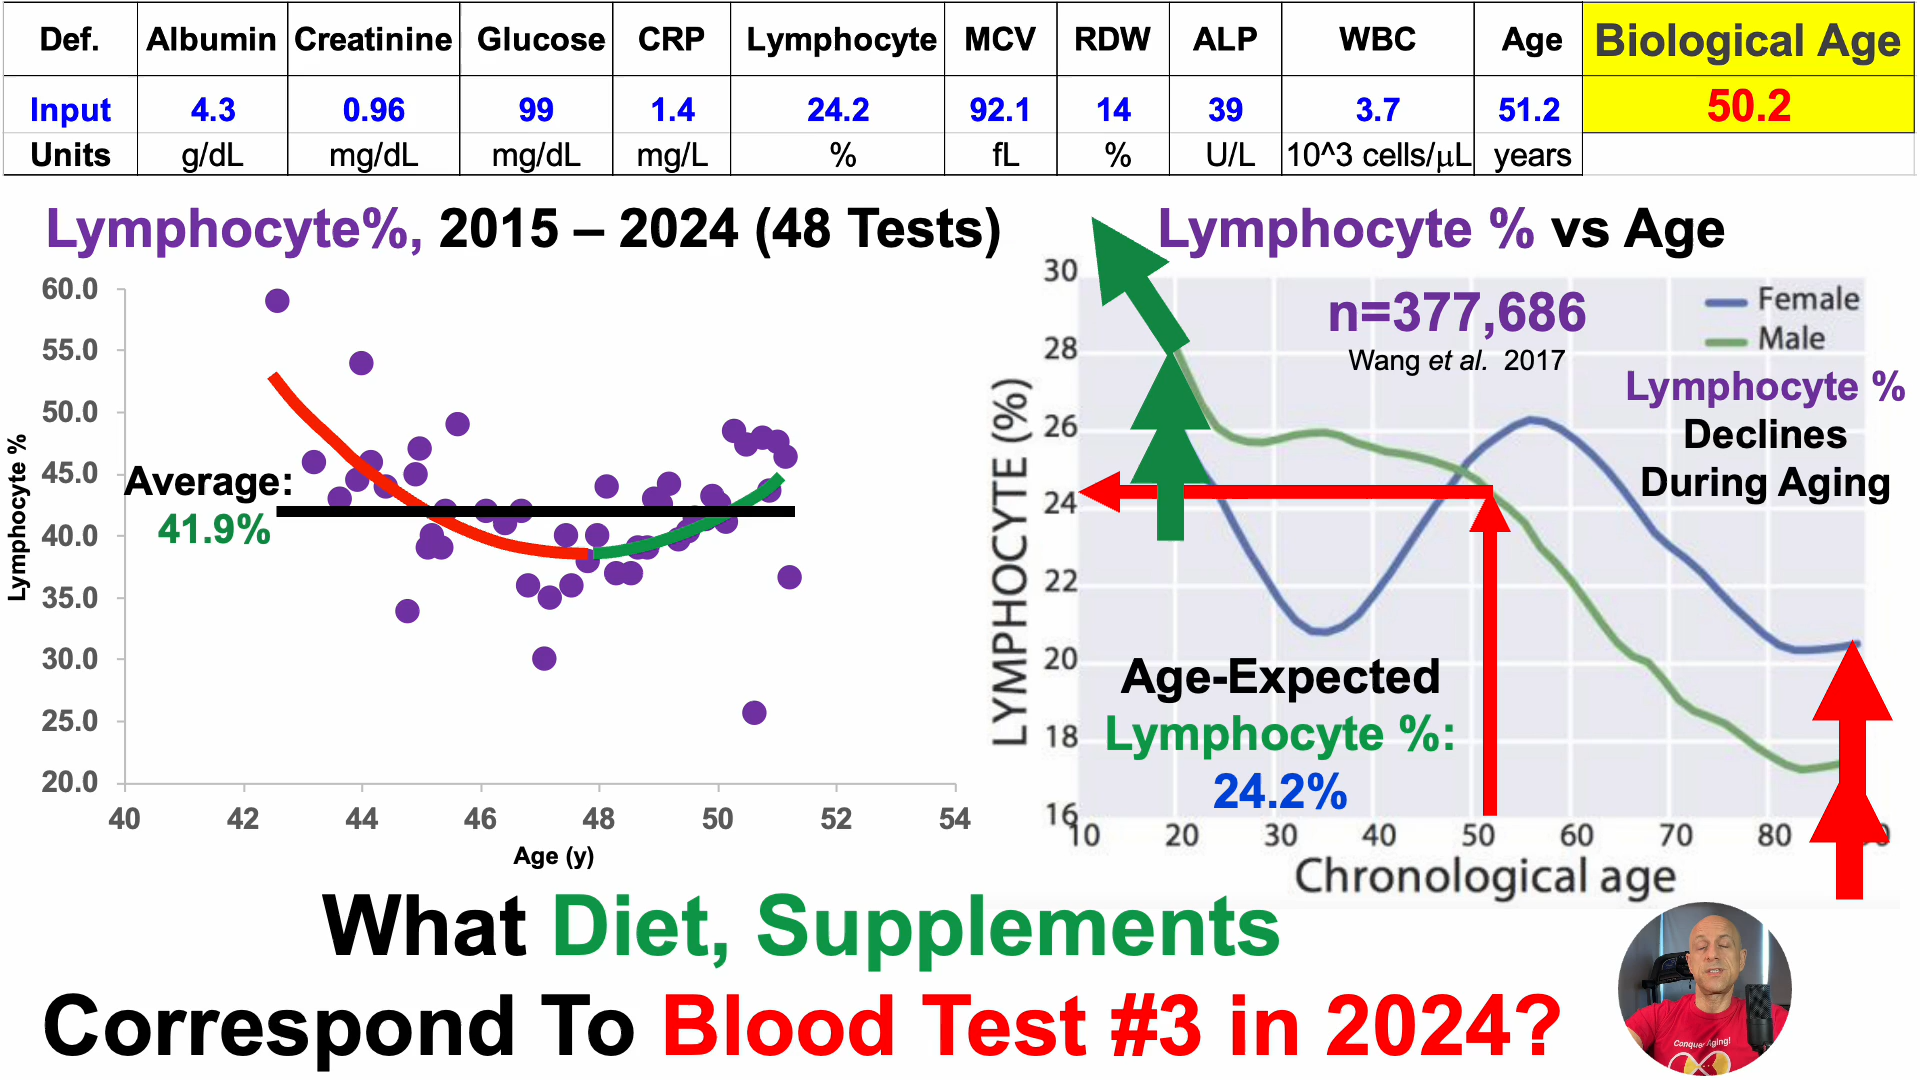 Def. Albumin Creatinine Glucose CRP Lymphocyte MCV RDW ALP WBC Age Biological Age
Input 4.3 0.96 99 1.4 24.2 92.1 14 39 3.7 51.2 50.2
Units g/dL mg/dL mg/dL mg/L % fL % U/L 10^3 cells/μL years
Lymphocyte%, 2015 – 2024 (48 Tests)
60.0
55.0
50.0
45.0
40.0
35.0
30.0
25.0
20.0
Lymphocyte %
Average:
41.9%
40 42 44 46 48 50 52 54
Age (y)
Lymphocyte % vs Age
30
28
26
24
22
20
18
16
LYMPHOCYTE (%)
n=377,686
Wang et al. 2017
Female
Male
Lymphocyte %
Declines
During Aging
Age-Expected
Lymphocyte %:
24.2%
10 20 30 40 50 60 70 80
Chronological age
What Diet, Supplements
Correspond To Blood Test #3 in 2024?
Conquer Aging!